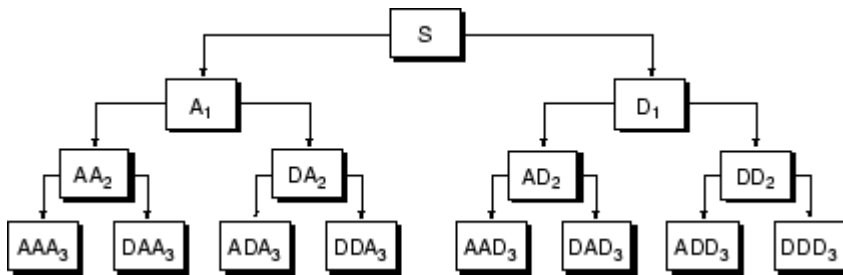 S
A₁ D₁
AA₂ DA₂ AD₂ DD₂
AAA₃ DAA₃ ADA₃ DDA₃ AAD₃ DAD₃ ADD₃ DDD₃